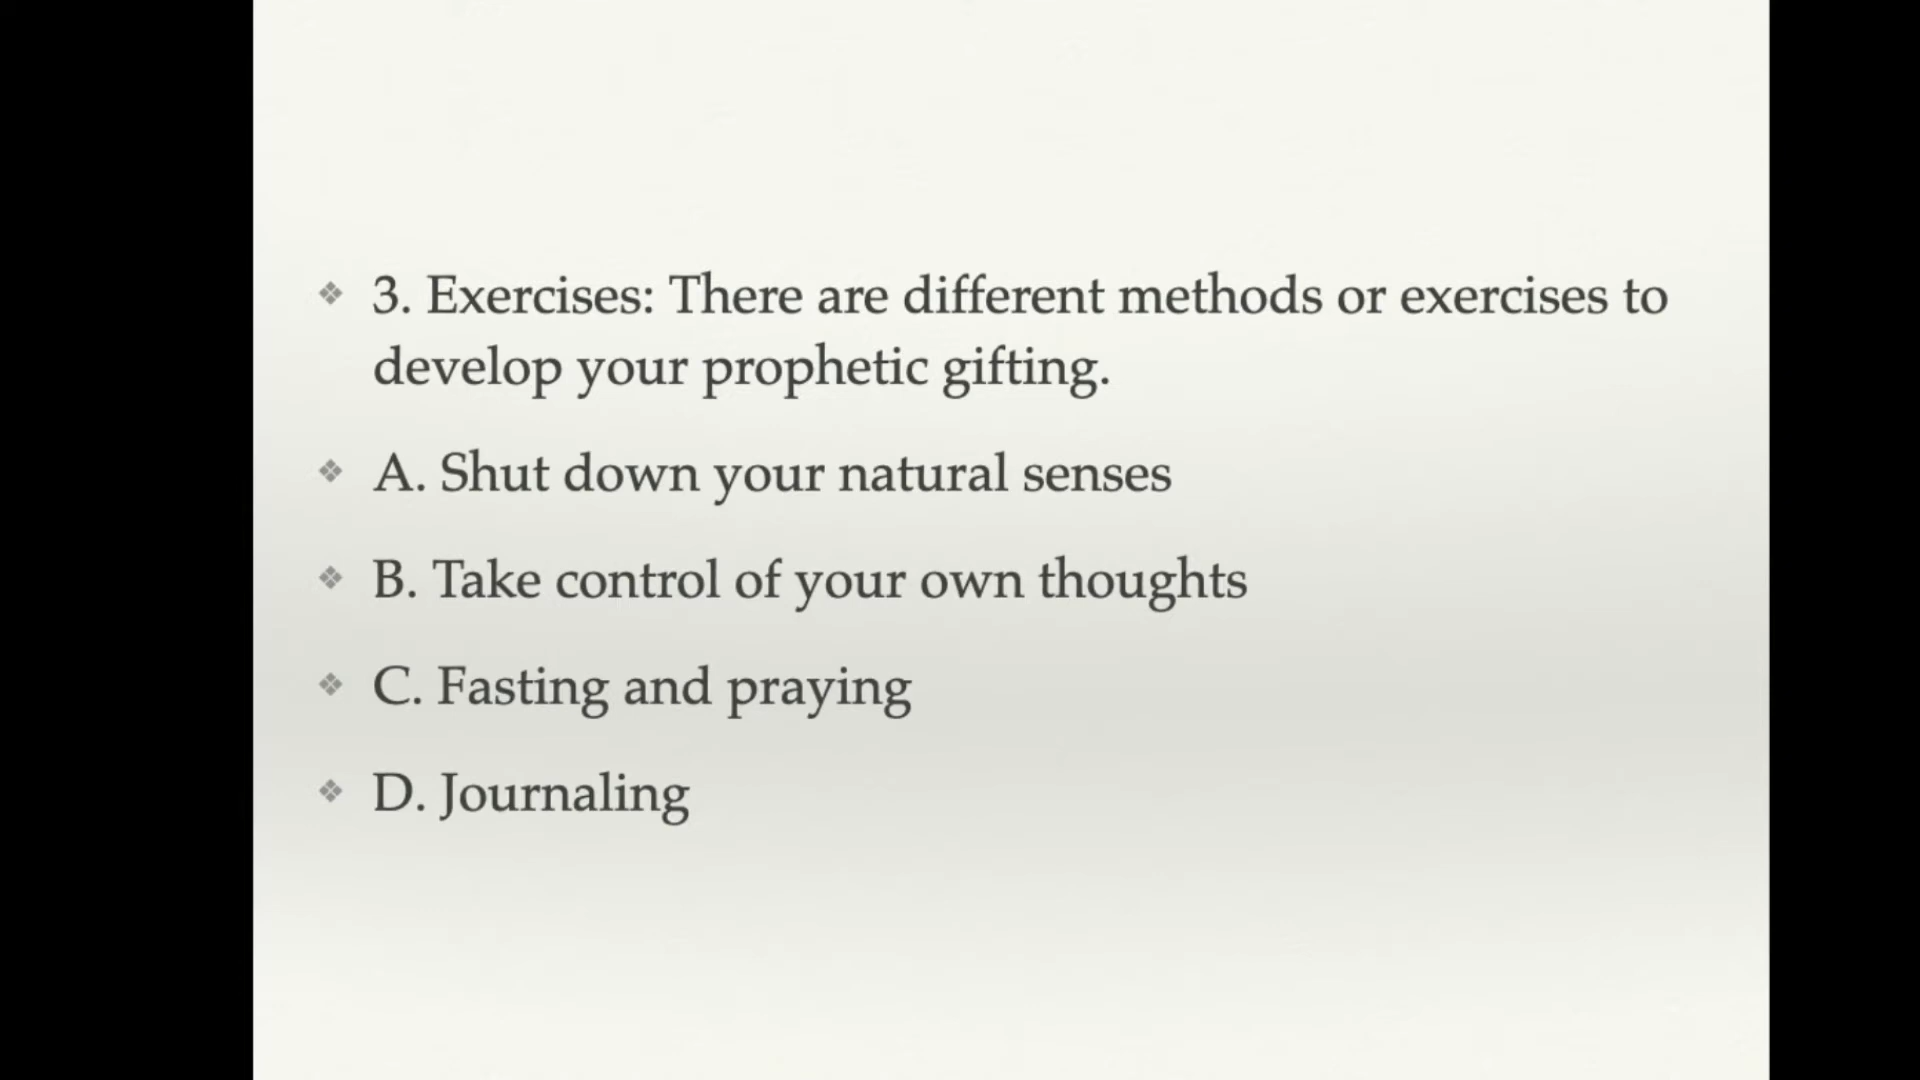 ❖ 3. Exercises: There are different methods or exercises to
develop your prophetic gifting.
❖ A. Shut down your natural senses
❖ B. Take control of your own thoughts
❖ C. Fasting and praying
❖ D. Journaling